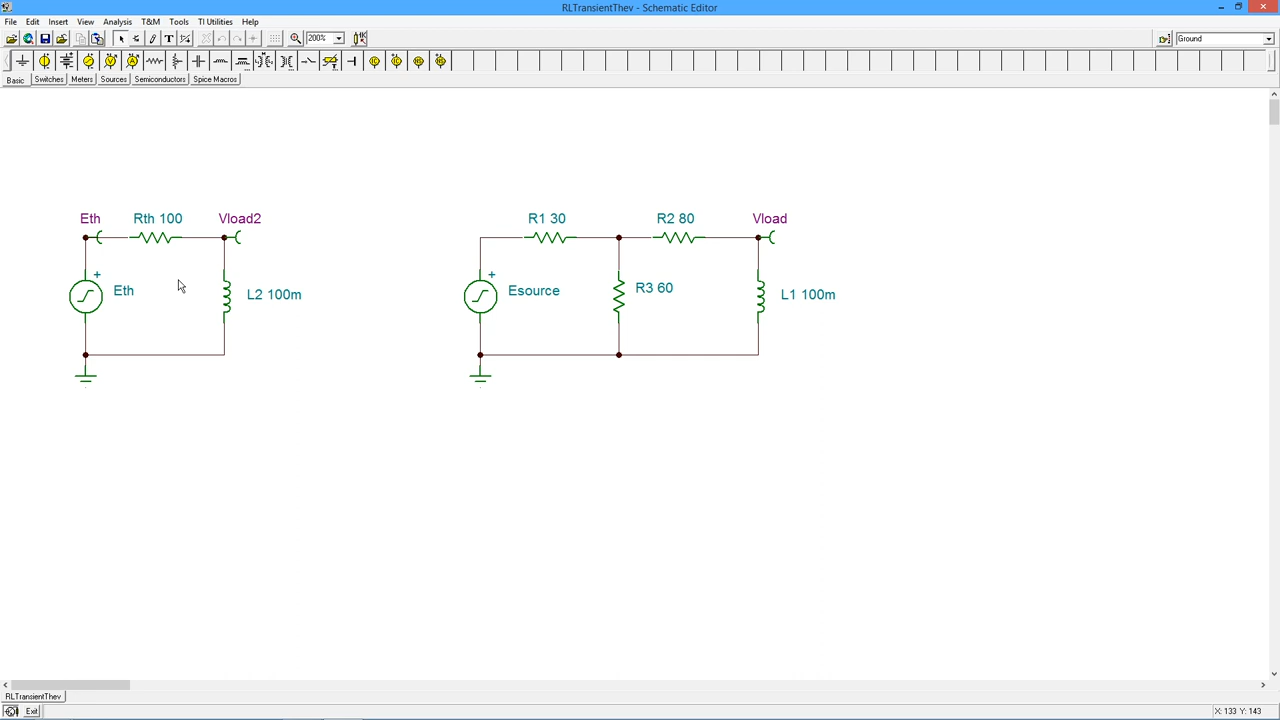 RLTransientThev - Schematic Editor
File Edit Insert View Analysis T&M Tools TI Utilities Help
200% Ground
Basic Switches Meters Sources Semiconductors Spice Macros
Eth Rth 100 Vload2 R1 30 R2 80 Vload
+ +
Eth L2 100m Esource R3 60 L1 100m
RLTransientThev
Exit X: 133 Y: 143